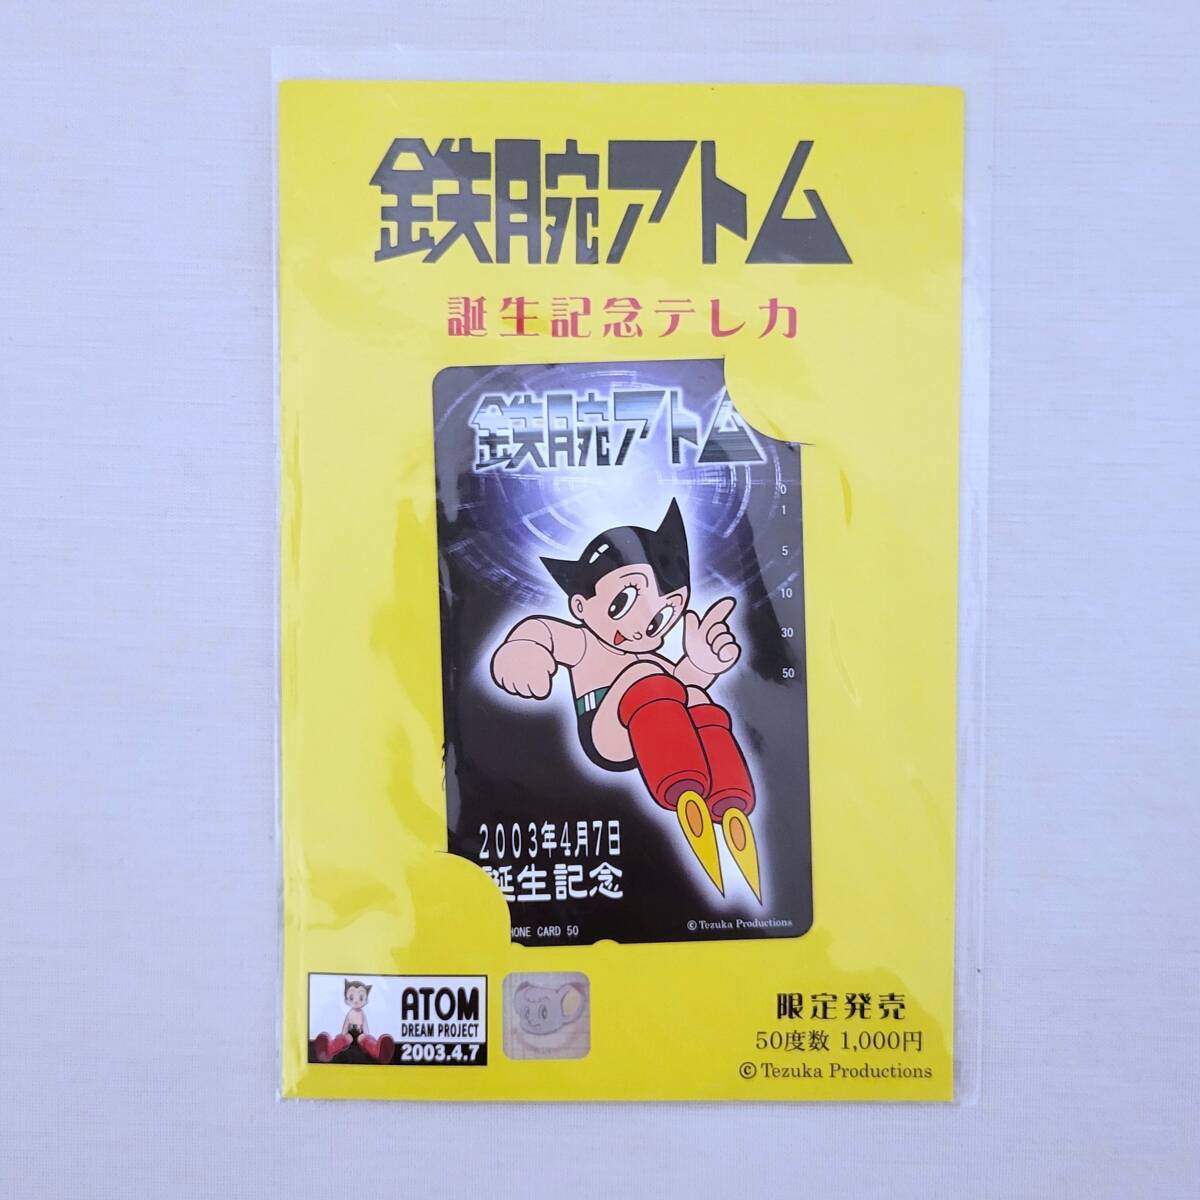 鉄腕アトム
誕生記念テレカ
鉄腕アトム
0
1
5
10
30
50
2003年4月7日
誕生記念
HONE CARD 50
© Tezuka Productions
ATOM
DREAM PROJECT
2003.4.7
限定発売
50度数 1,000円
© Tezuka Productions